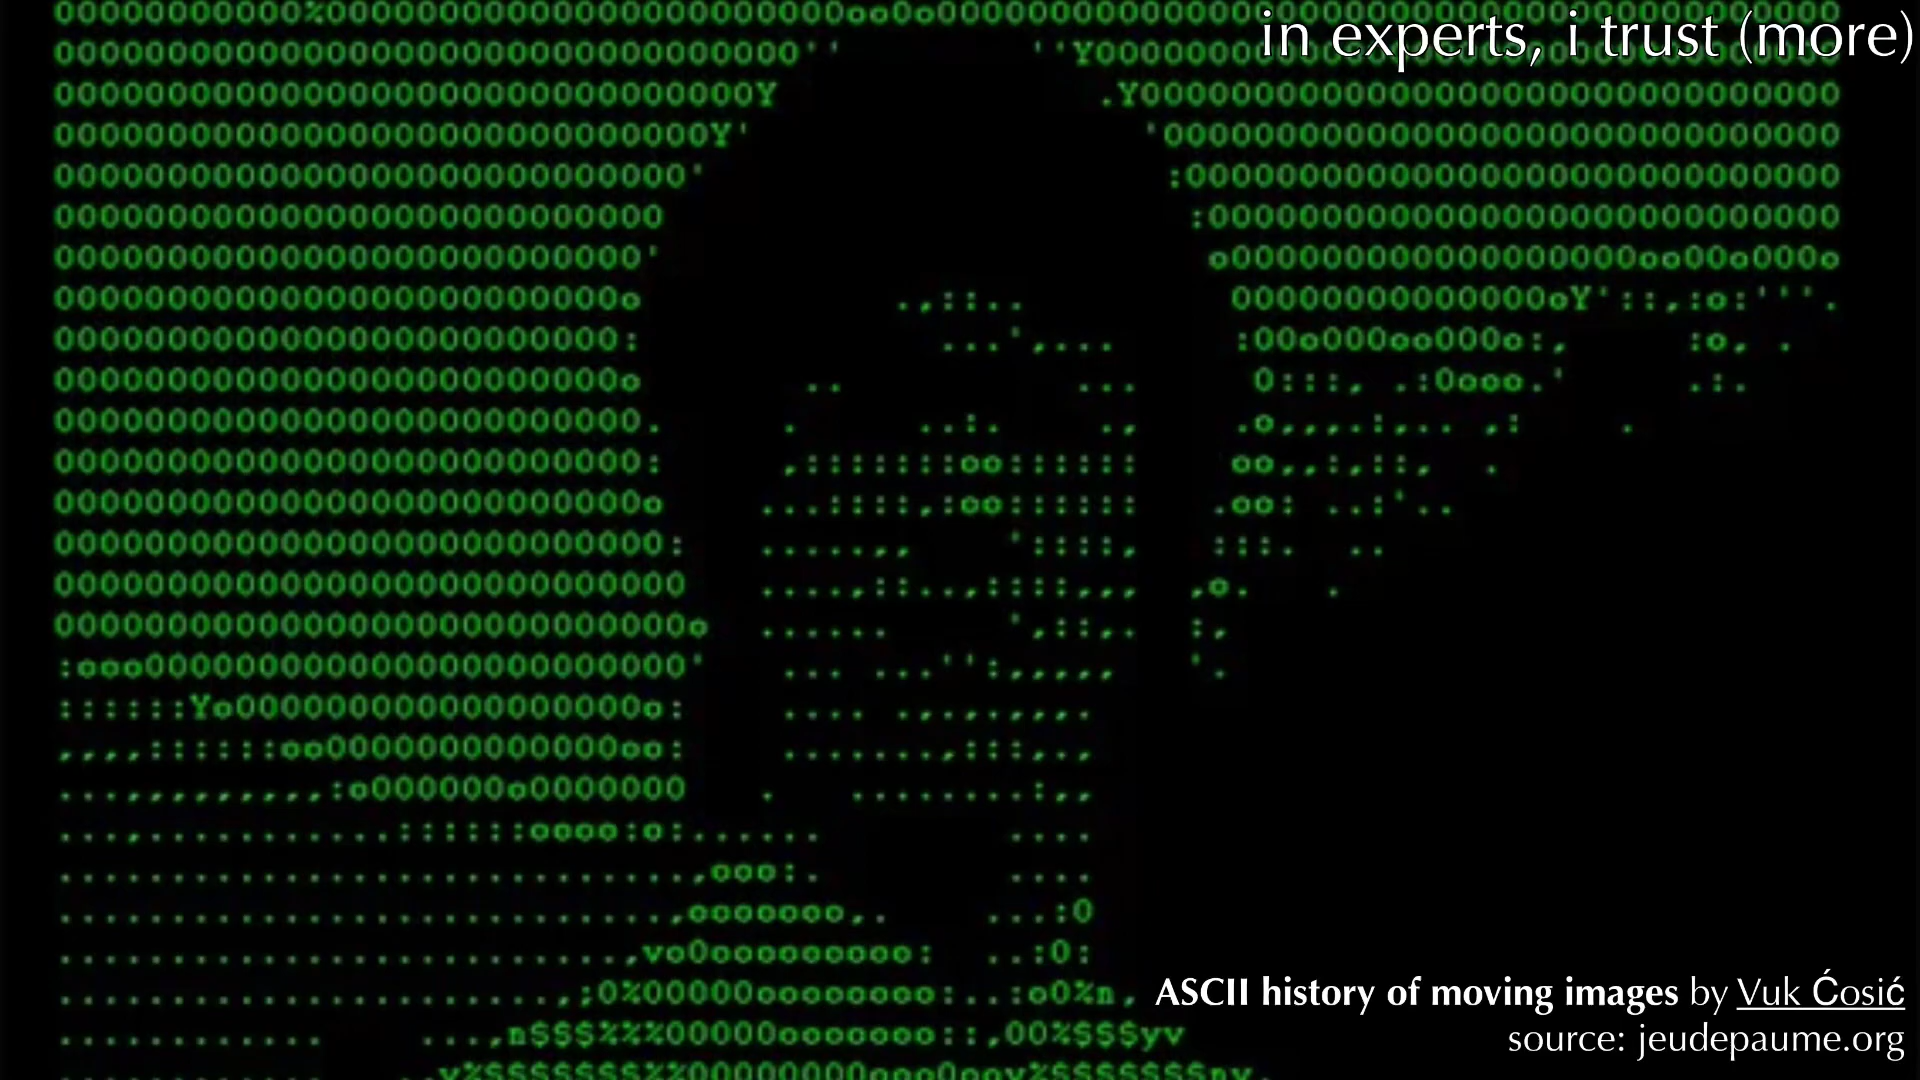 in experts, i trust (more)
ASCII history of moving images by Vuk Ćosić
source: jeudepaume.org